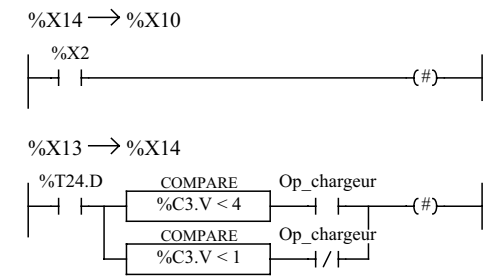 %X14 → %X10
%X2
(#)
%X13 → %X14
%T24.D COMPARE Op_chargeur
%C3.V < 4 (#)
COMPARE Op_chargeur
%C3.V < 1